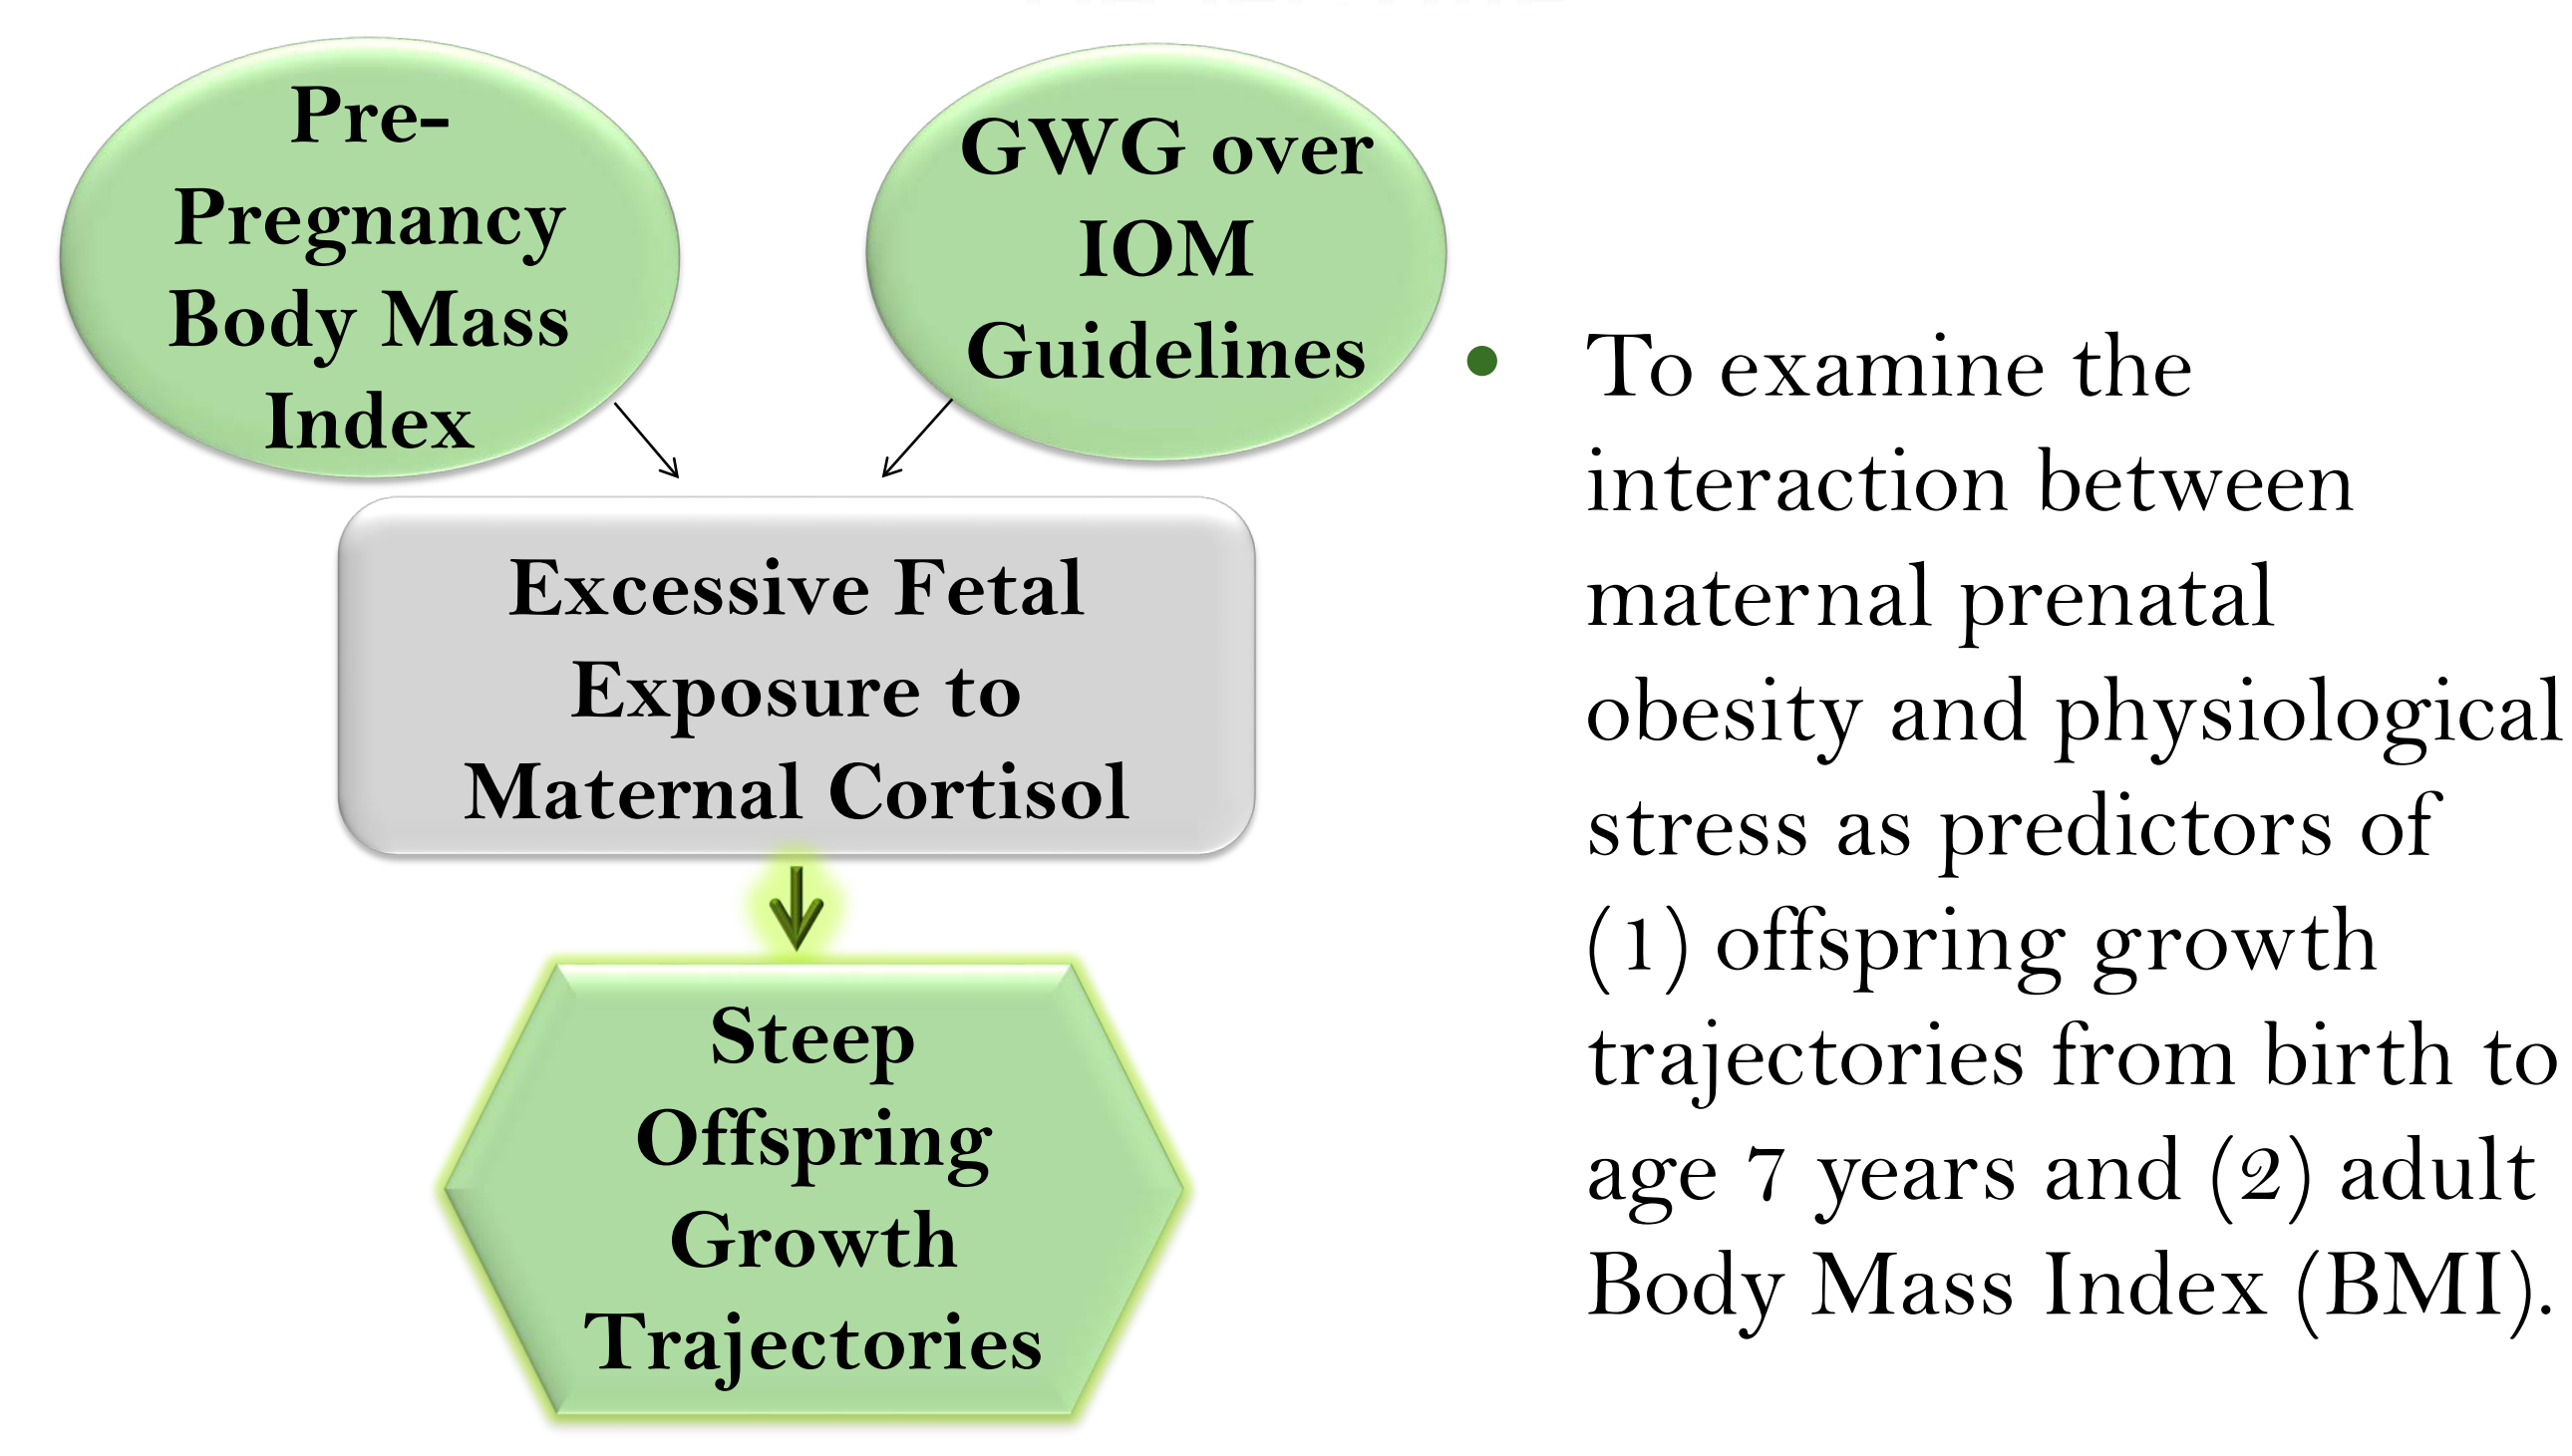 Pre-
Pregnancy
Body Mass
Index
GWG over
IOM
Guidelines
Excessive Fetal
Exposure to
Maternal Cortisol
Steep
Offspring
Growth
Trajectories
• To examine the
interaction between
maternal prenatal
obesity and physiological
stress as predictors of
(1) offspring growth
trajectories from birth to
age 7 years and (2) adult
Body Mass Index (BMI).